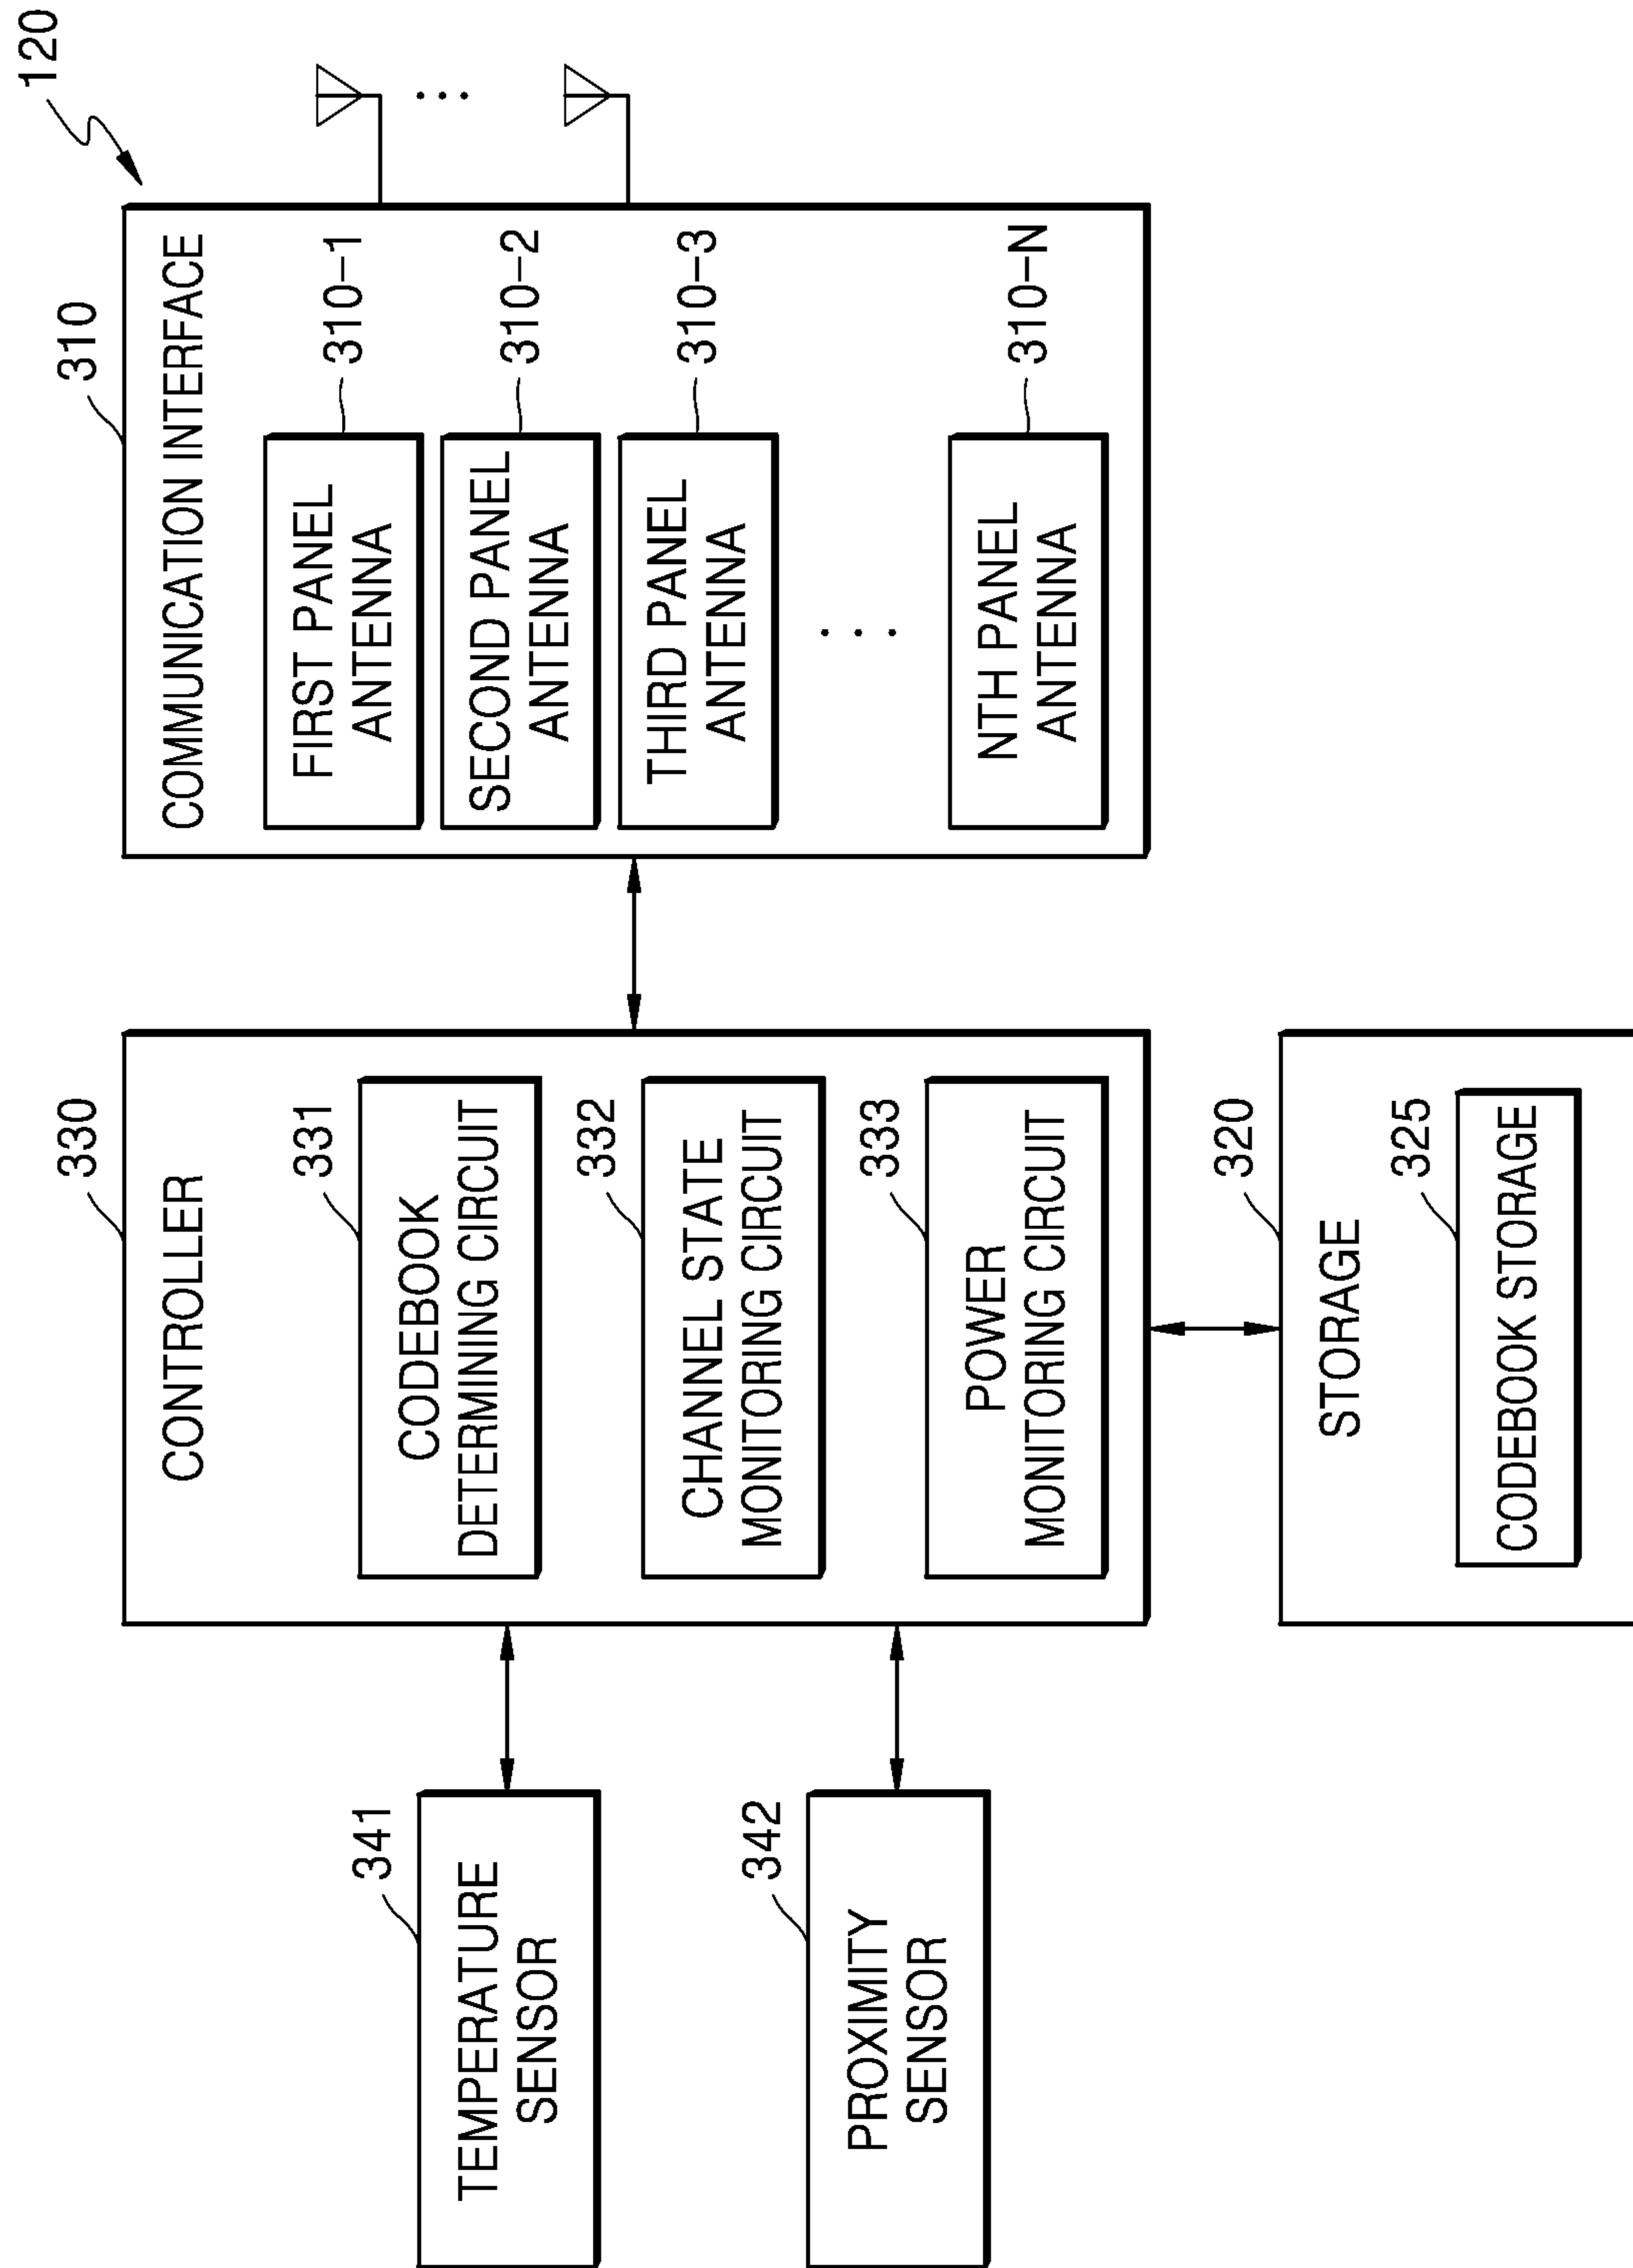 120
341
TEMPERATURE
SENSOR
342
PROXIMITY
SENSOR
330
CONTROLLER
331
CODEBOOK
DETERMINING CIRCUIT
332
CHANNEL STATE
MONITORING CIRCUIT
333
POWER
MONITORING CIRCUIT
320
STORAGE
325
CODEBOOK STORAGE
310
COMMUNICATION INTERFACE
FIRST PANEL
ANTENNA
310-1
SECOND PANEL
ANTENNA
310-2
THIRD PANEL
ANTENNA
310-3
NTH PANEL
ANTENNA
310-N